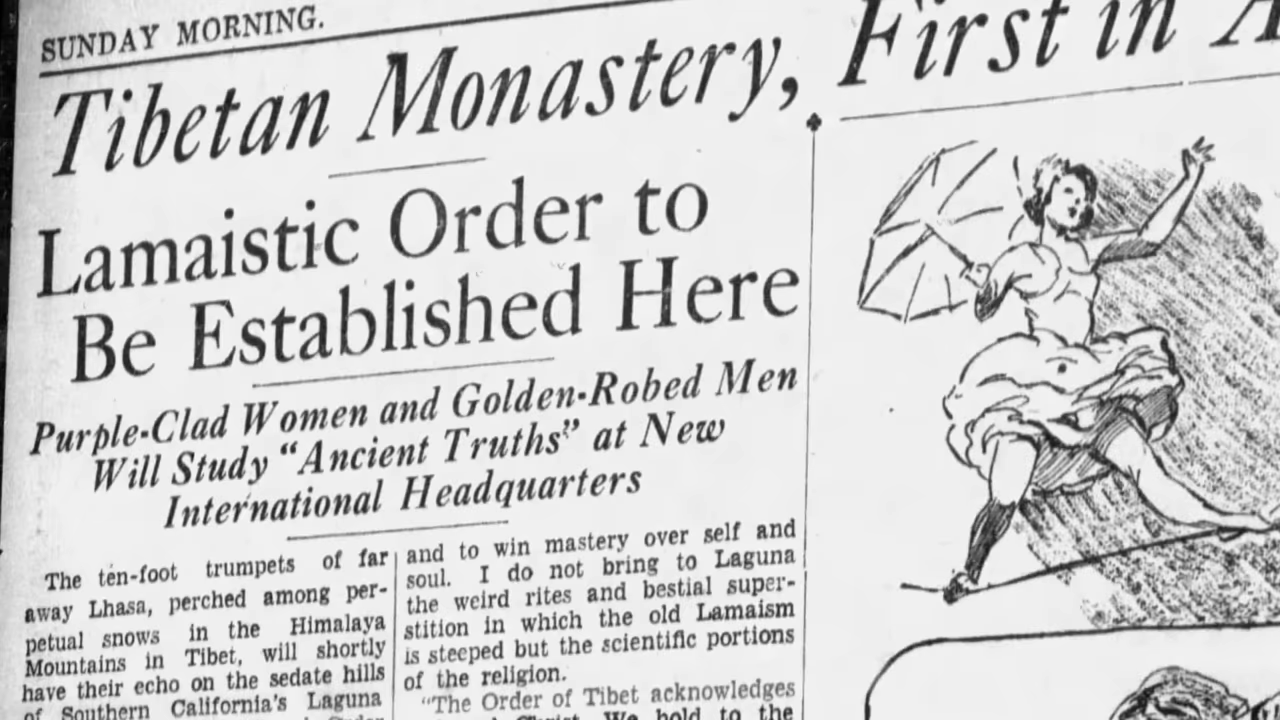 SUNDAY MORNING.
Tibetan Monastery, First in
Lamaistic Order to
Be Established Here
Purple-Clad Women and Golden-Robed Men
Will Study "Ancient Truths" at New
International Headquarters
The ten-foot trumpets of far
away Lhasa, perched among per-
petual snows in the Himalaya
Mountains in Tibet, will shortly
have their echo on the sedate hills
of Southern California's Laguna
and to win mastery over self and
soul. I do not bring to Laguna
the weird rites and bestial super-
stition in which the old Lamaism
is steeped but the scientific portions
of the religion.
"The Order of Tibet acknowledges
Christ. We hold to the